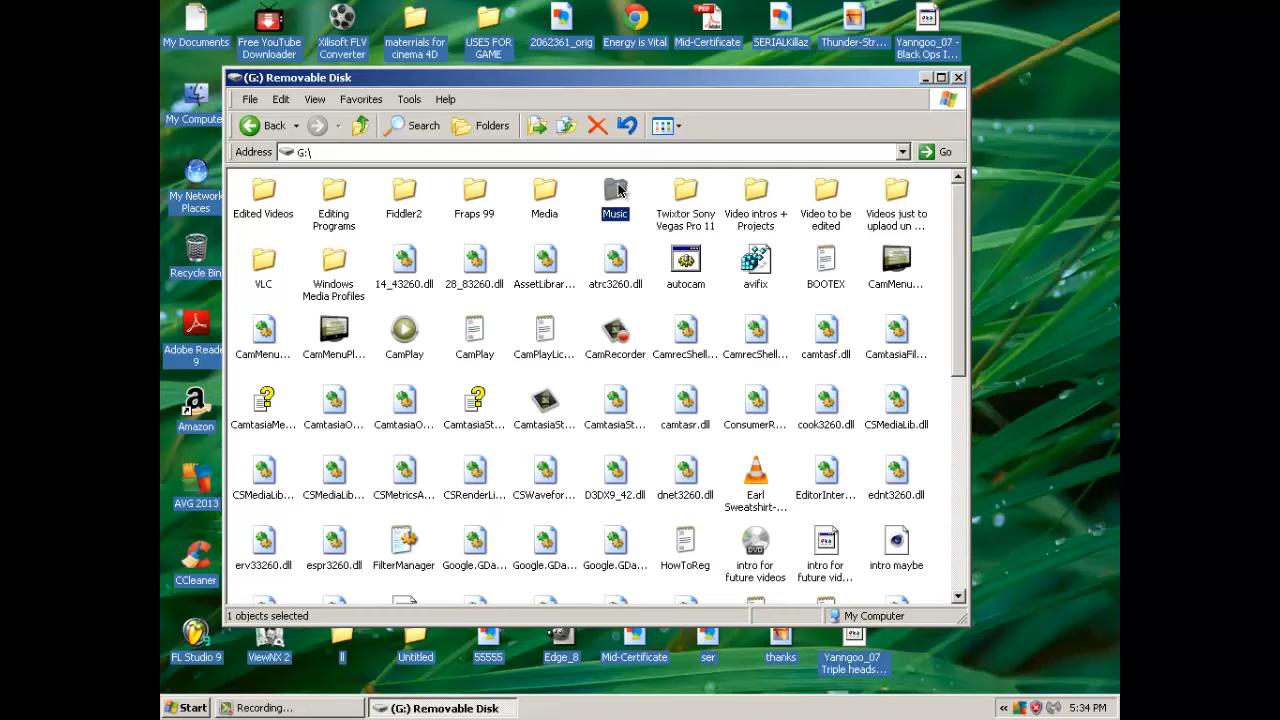 My Documents
Free YouTube
Downloader
Xilisoft FLV
Converter
materrials for
cinema 4D
USES FOR
GAME
2062361_orig
Energy is Vital
Mid-Certificate
SERIALKillaz
Thunder-Str...
Yanngoo_07 -
Black Ops I...
(G:) Removable Disk
My Compute
File Edit View Favorites Tools Help
Back Search Folders
Address G:\ Go
My Network
Places
Recycle Bin
Adobe Reade
9
Amazon
AVG 2013
CCleaner
Edited Videos
Editing
Programs
Fiddler2
Fraps 99
Media
Music
Twixtor Sony
Vegas Pro 11
Video intros +
Projects
Video to be
edited
Videos just to
uplaod un ...
VLC
Windows
Media Profiles
14_43260.dll
28_83260.dll
AssetLibrar...
atrc3260.dll
autocam
avifix
BOOTEX
CamMenu...
CamMenu...
CamMenuPl...
CamPlay
CamPlay
CamPlayLic...
CamRecorder
CamrecShell...
CamrecShell...
camtasf.dll
CamtasiaFil...
CamtasiaMe...
CamtasiaO...
CamtasiaO...
CamtasiaSt...
CamtasiaSt...
CamtasiaSt...
camtasr.dll
ConsumerR...
cook3260.dll
CSMediaLib.dll
CSMediaLib...
CSMediaLib...
CSMetricsA...
CSRenderLi...
CSWavefor...
D3DX9_42.dll
dnet3260.dll
Earl
Sweatshirt-...
EditorInter...
ednt3260.dll
erv33260.dll
espr3260.dll
FilterManager
Google.GDa...
Google.GDa...
Google.GDa...
HowToReg
intro for
future videos
intro for
future vid...
intro maybe
1 objects selected
My Computer
FL Studio 9
ViewNX 2
ll
Untitled
55555
Edge_8
Mid-Certificate
ser
thanks
Yanngoo_07
Triple heads...
Start
Recording...
(G:) Removable Disk
5:34 PM